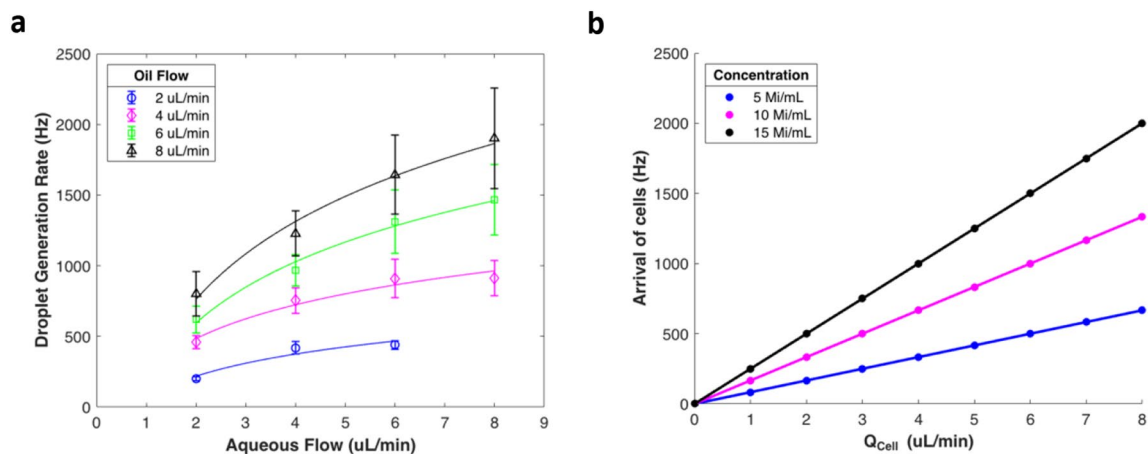 a
b
Droplet Generation Rate (Hz)
2500
2000
1500
1000
500
0
Oil Flow
2 uL/min
4 uL/min
6 uL/min
8 uL/min
0 1 2 3 4 5 6 7 8 9
Aqueous Flow (uL/min)
Arrival of cells (Hz)
2500
2000
1500
1000
500
0
Concentration
5 Mi/mL
10 Mi/mL
15 Mi/mL
0 1 2 3 4 5 6 7 8
QCell (uL/min)